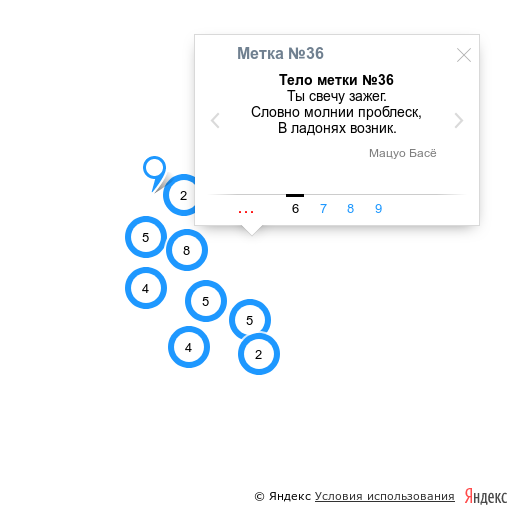 Метка №36
Тело метки №36
Ты свечу зажег.
Словно молнии проблеск,
В ладонях возник.
Мацуо Басё
... 6 7 8 9
2
5
8
4
5
5
4
2
© Яндекс Условия использования Яндекс